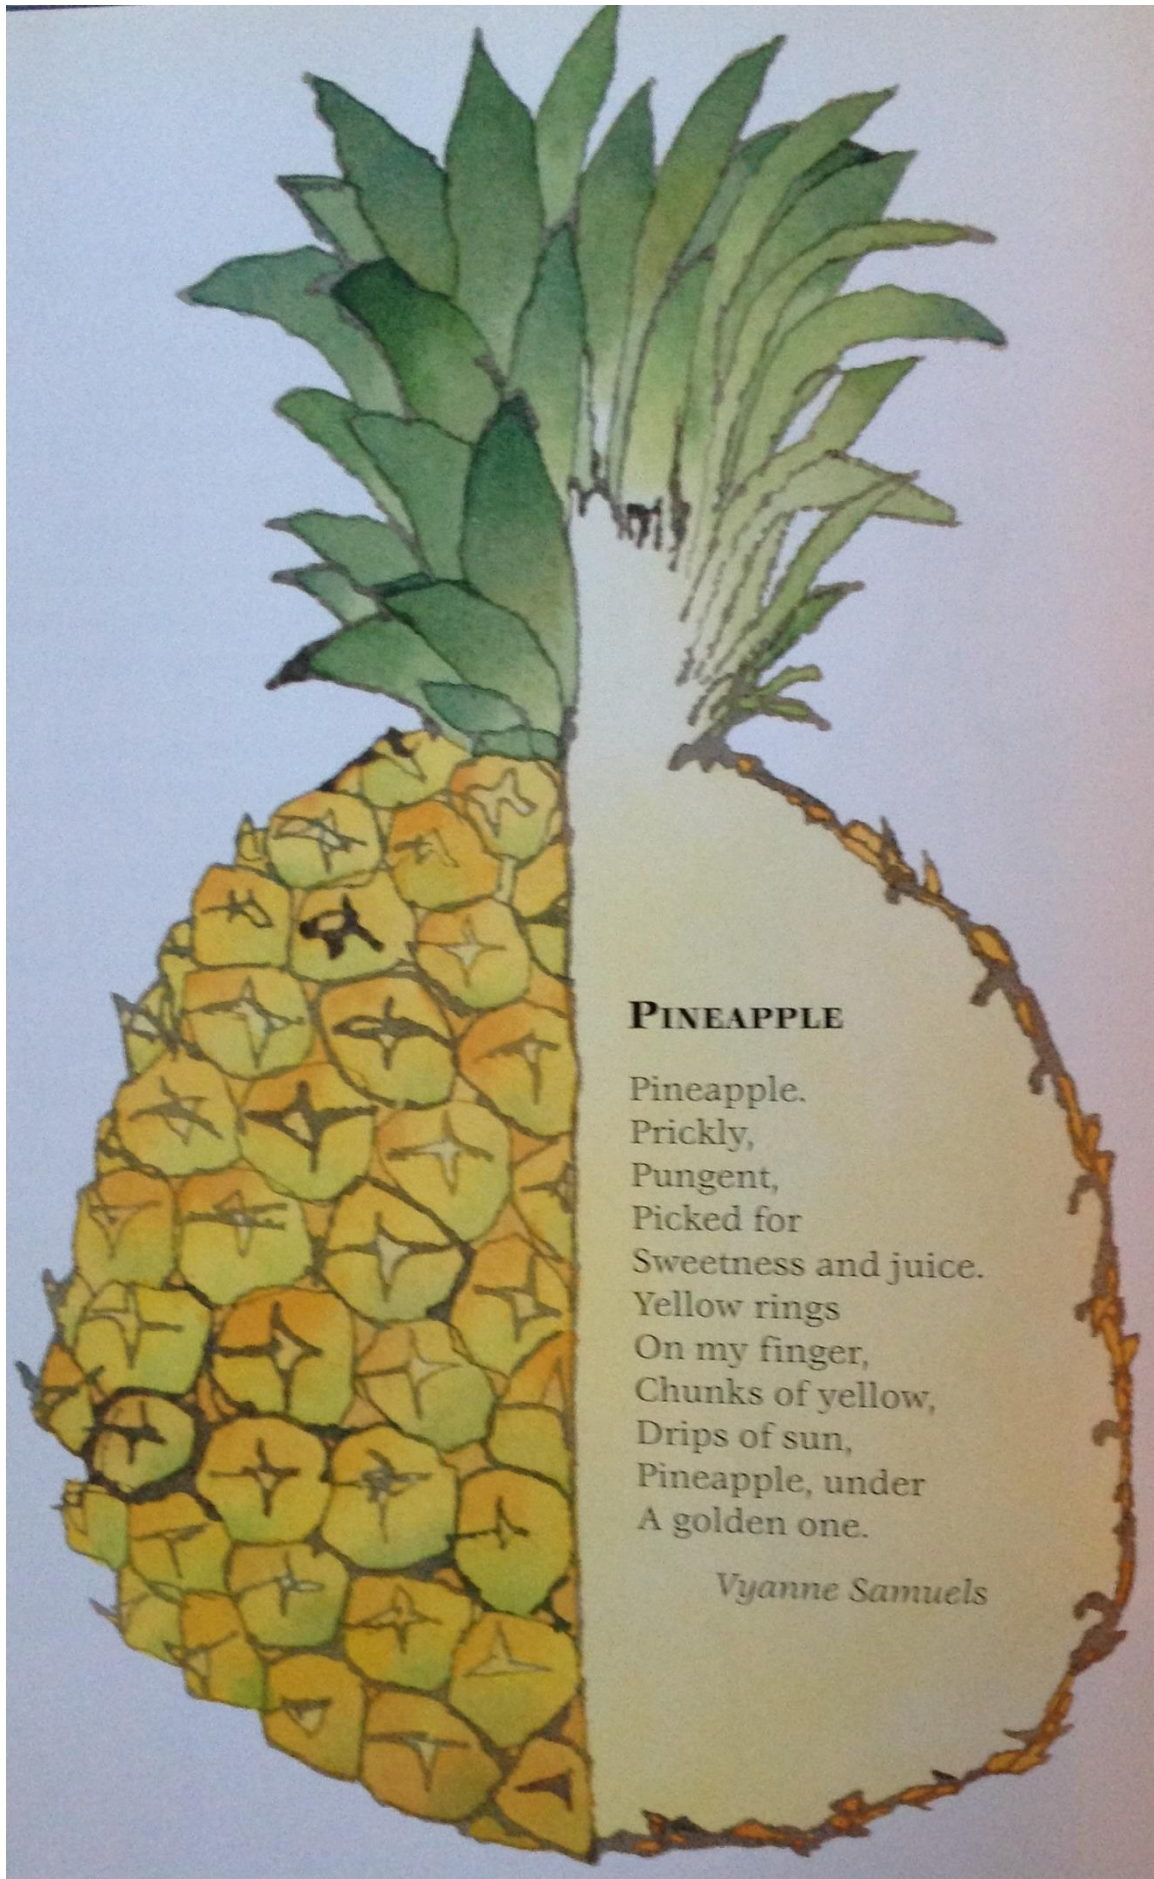 PINEAPPLE
Pineapple.
Prickly,
Pungent,
Picked for
Sweetness and juice.
Yellow rings
On my finger,
Chunks of yellow,
Drips of sun,
Pineapple, under
A golden one.
Vyanne Samuels